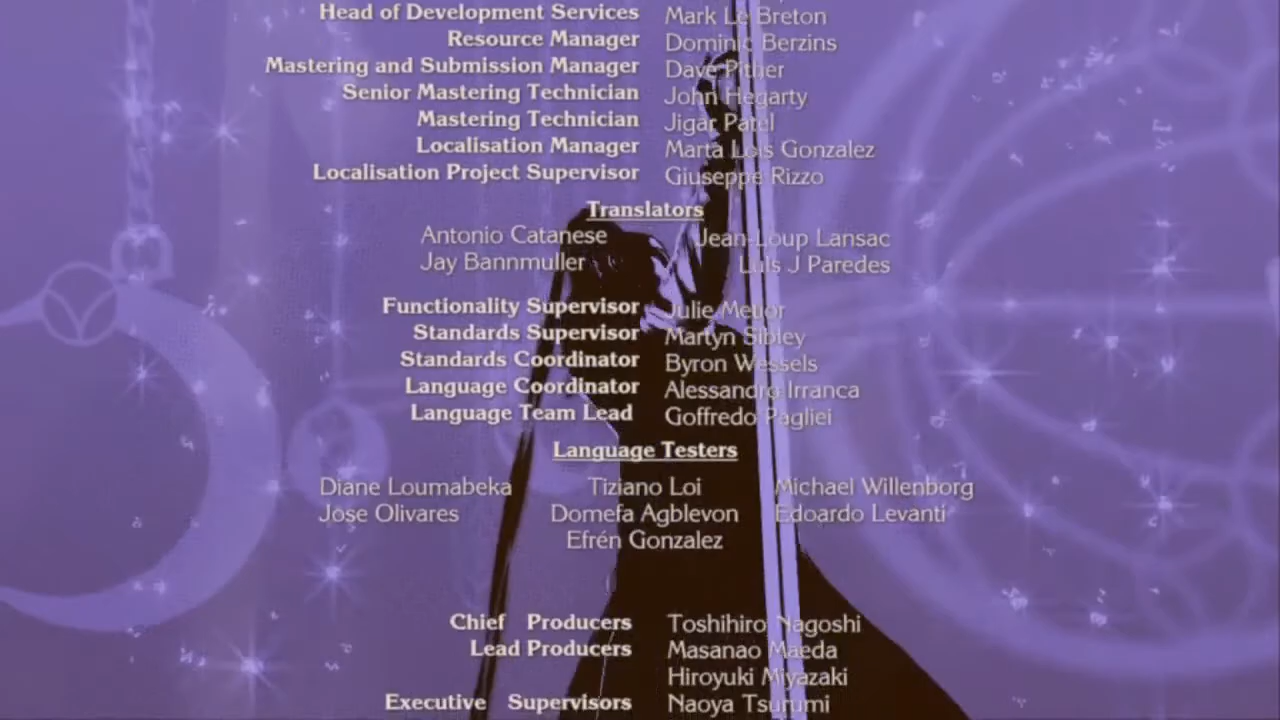 Head of Development Services Mark Le Breton
Resource Manager Dominic Berzins
Mastering and Submission Manager Dave Pither
Senior Mastering Technician John Hegarty
Mastering Technician Jigar Patel
Localisation Manager Marta Lois Gonzalez
Localisation Project Supervisor Giuseppe Rizzo
Translators
Antonio Catanese Jean-Loup Lansac
Jay Bannmuller Luis J Paredes
Functionality Supervisor Julie Metior
Standards Supervisor Martyn Sibley
Standards Coordinator Byron Wessels
Language Coordinator Alessandro Irranca
Language Team Lead Goffredo Pagliei
Language Testers
Diane Loumabeka Tiziano Loi Michael Willenborg
Jose Olivares Domefa Agblevon Edoardo Levanti
Efrén Gonzalez
Chief Producers Toshihiro Nagoshi
Lead Producers Masanao Maeda
Hiroyuki Miyazaki
Executive Supervisors Naoya Tsurumi